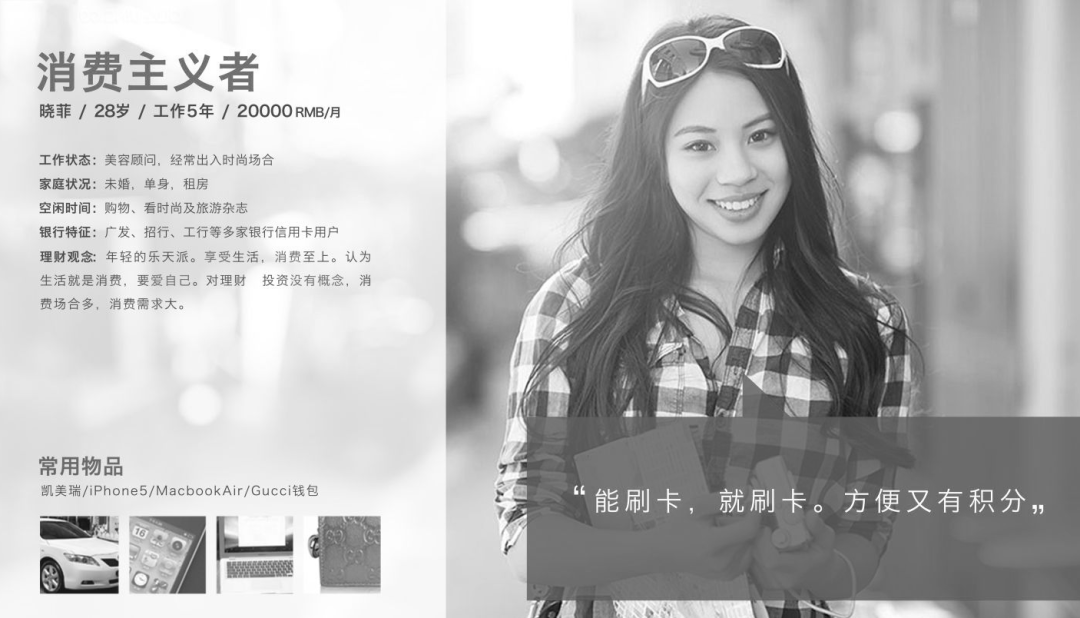 消费主义者
晓菲 / 28岁 / 工作5年 / 20000RMB/月
工作状态：美容顾问，经常出入时尚场合
家庭状况：未婚，单身，租房
空闲时间：购物、看时尚及旅游杂志
银行特征：广发、招行、工行等多家银行信用卡用户
理财观念：年轻的乐天派。享受生活，消费至上。认为
生活就是消费，要爱自己。对理财 投资没有概念，消
费场合多，消费需求大。
“能刷卡，就刷卡。方便又有积分„
常用物品
凯美瑞/iPhone5/MacbookAir/Gucci钱包
16